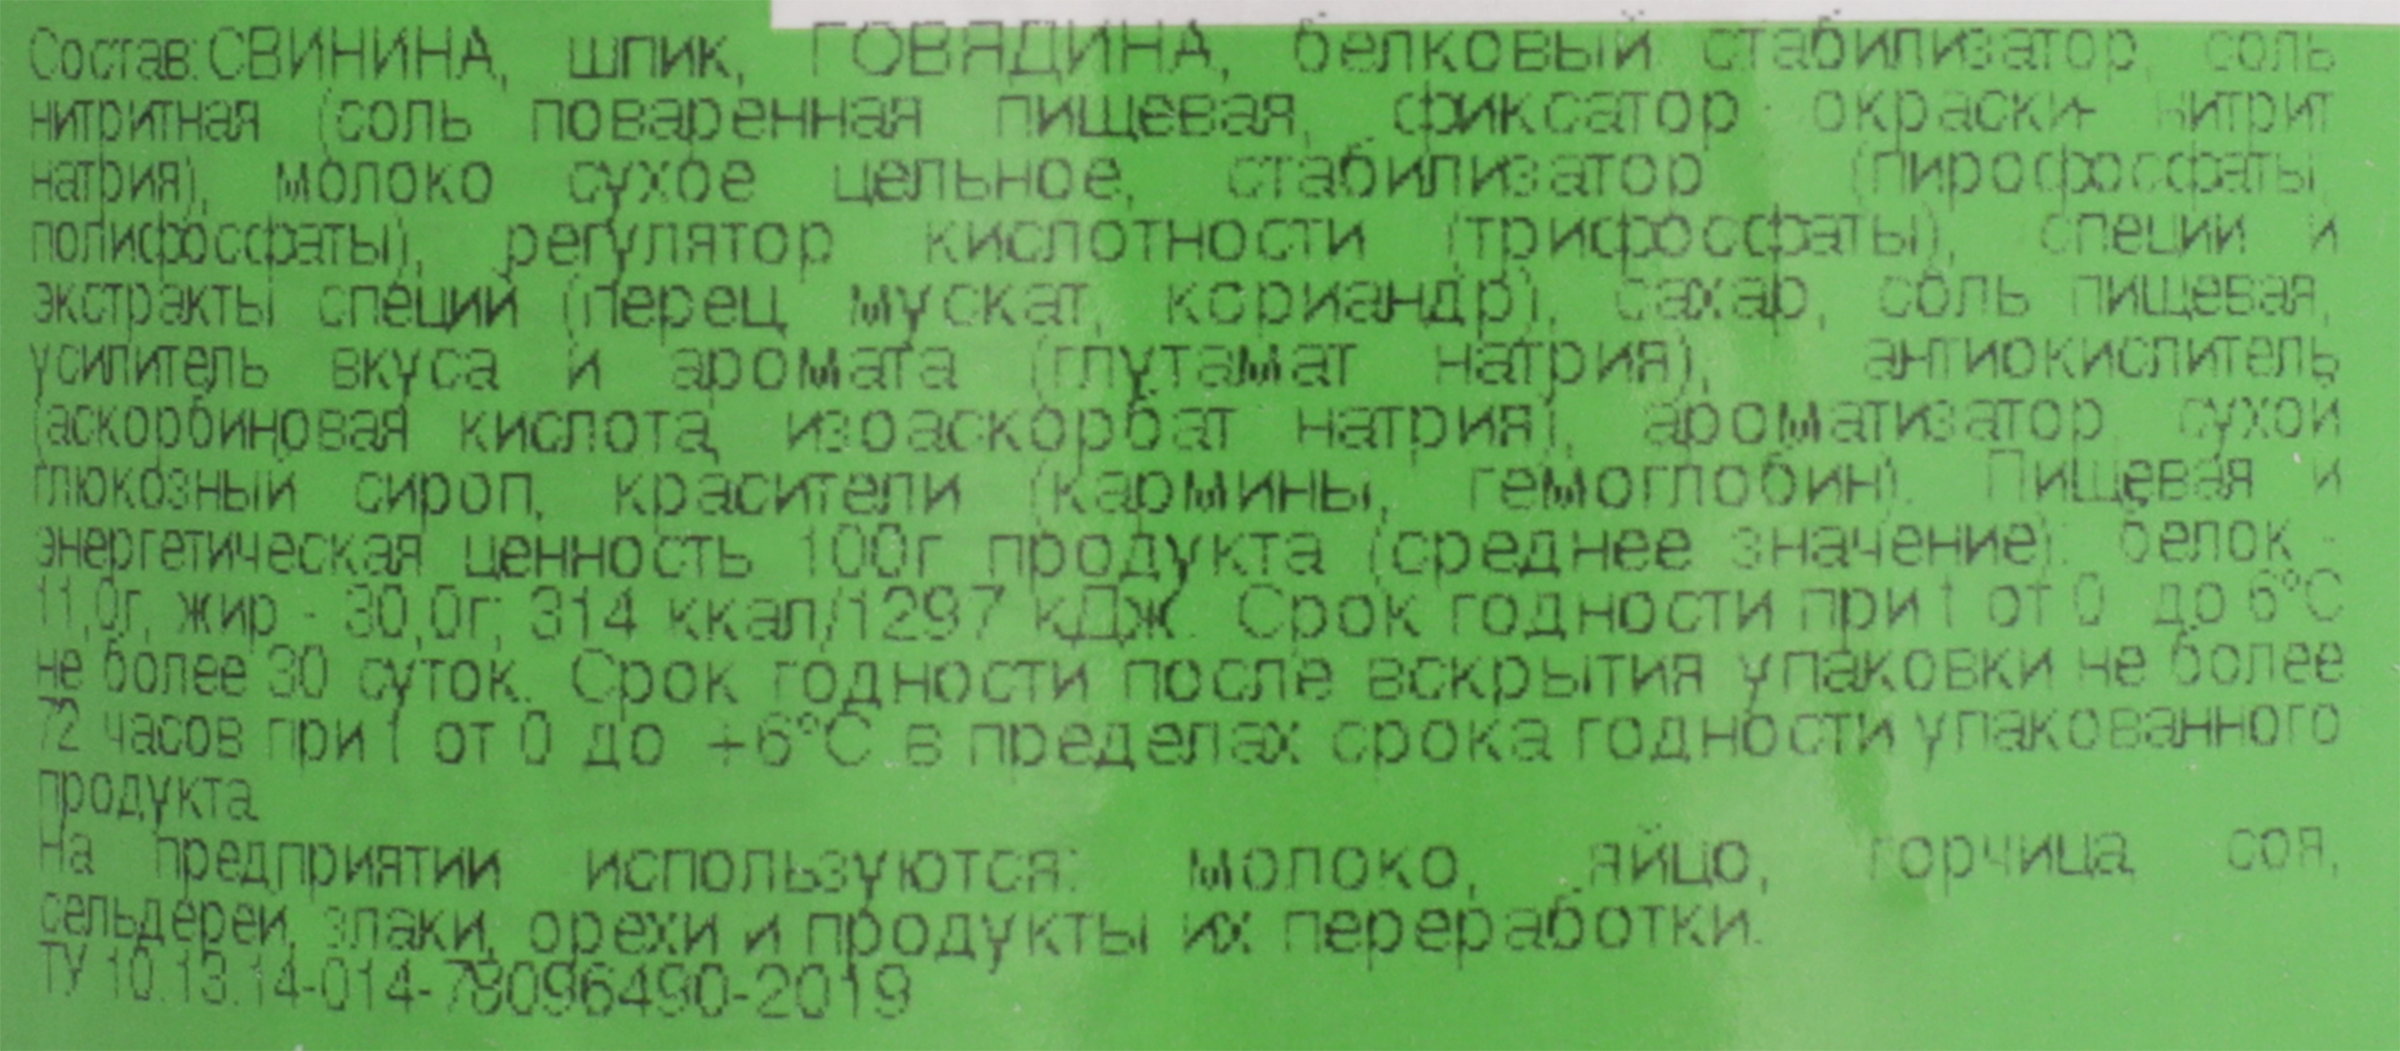 Состав: СВИНИНА, шпик, ГОВЯДИНА, белковый стабилизатор, соль
нитритная (соль поваренная пищевая, фиксатор окраски- нитрит
натрия), молоко сухое цельное, стабилизатор (пирофосфаты,
полифосфаты), регулятор кислотности (трифосфаты), специи и
экстракты специй (перец, мускат, кориандр), сахар, соль пищевая,
усилитель вкуса и аромата (глутамат натрия), антиокислитель
(аскорбиновая кислота, изоаскорбат натрия), ароматизатор, сухой
глюкозный сироп, красители (кармины, гемоглобин). Пищевая и
энергетическая ценность 100г продукта (среднее значение): белок -
11,0г, жир - 30,0г; 314 ккал/1297 кДж. Срок годности при t от 0 до 6°С
не более 30 суток. Срок годности после вскрытия упаковки не более
72 часов при t от 0 до +6°С в пределах срока годности упакованного
продукта.
На предприятии используются: молоко, яйцо, горчица, соя,
сельдерей, злаки, орехи и продукты их переработки.
ТУ 10.13.14-014-78096490-2019